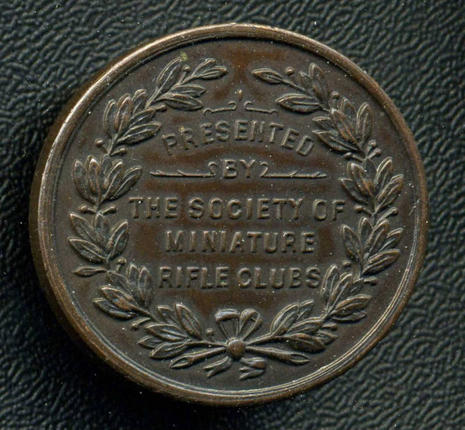 PRESENTED
BY
THE SOCIETY OF
MINIATURE
RIFLE CLUBS